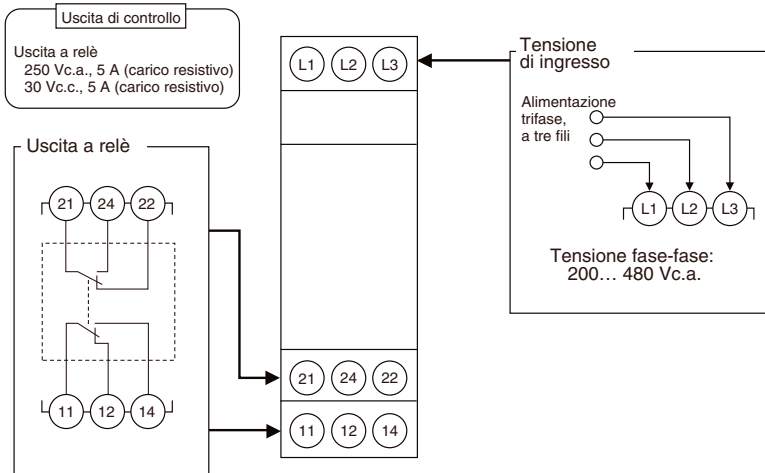 Uscita di controllo
Uscita a relè
250 Vc.a., 5 A (carico resistivo)
30 Vc.c., 5 A (carico resistivo)
Uscita a relè
21 24 22
11 12 14
L1 L2 L3
21 24 22
11 12 14
Tensione
di ingresso
Alimentazione
trifase,
a tre fili
L1 L2 L3
Tensione fase-fase:
200… 480 Vc.a.